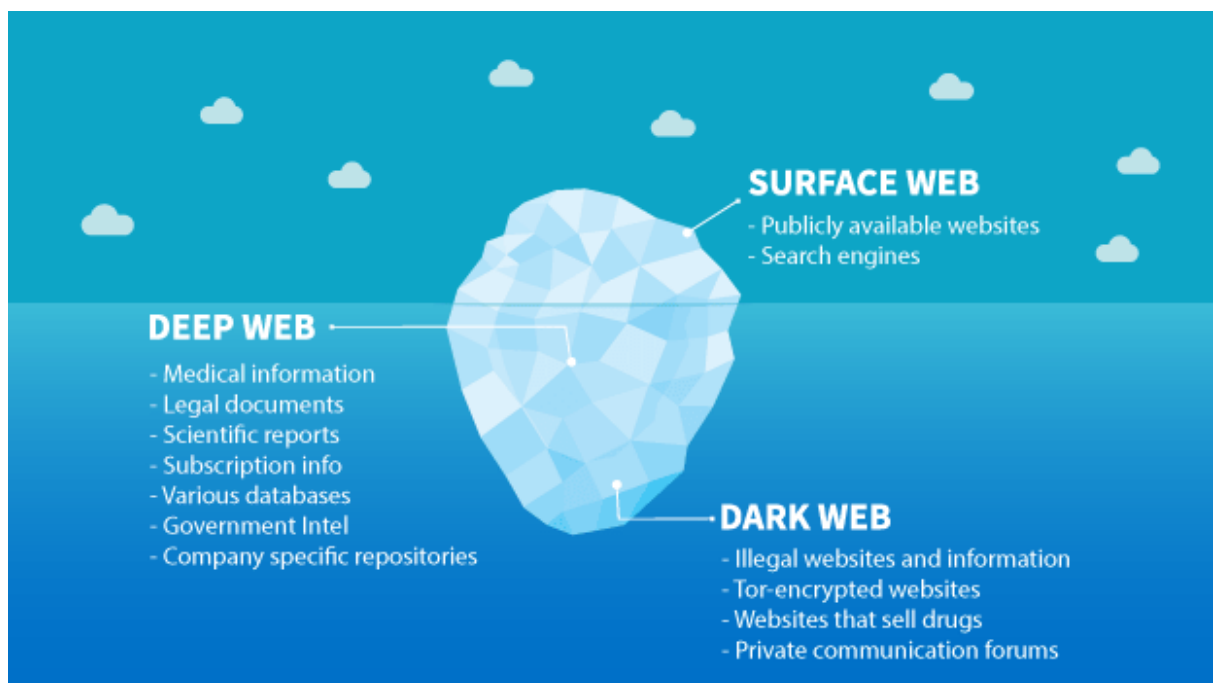 SURFACE WEB
- Publicly available websites
- Search engines
DEEP WEB
- Medical information
- Legal documents
- Scientific reports
- Subscription info
- Various databases
- Government Intel
- Company specific repositories
DARK WEB
- Illegal websites and information
- Tor-encrypted websites
- Websites that sell drugs
- Private communication forums